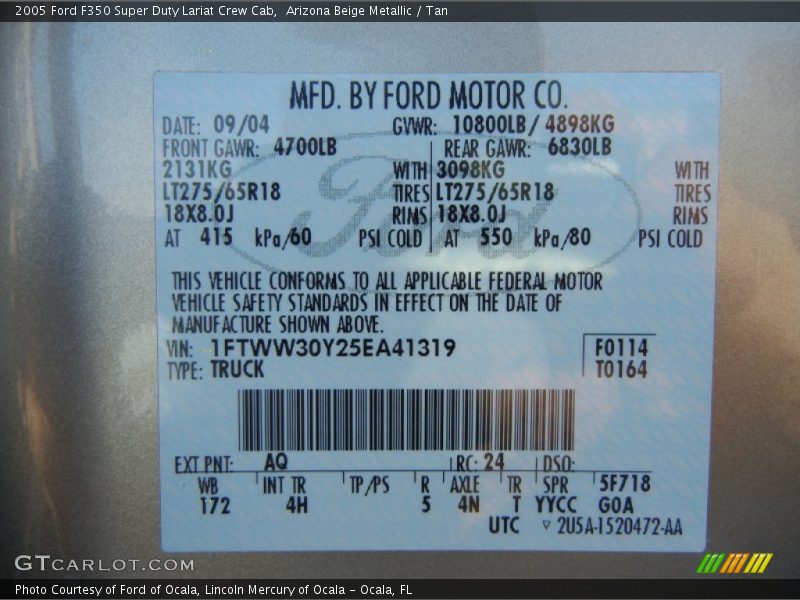 2005 Ford F350 Super Duty Lariat Crew Cab,  Arizona Beige Metallic / Tan
MFD. BY FORD MOTOR CO.
DATE: 09/04 GVWR: 10800LB/ 4898KG
FRONT GAWR: 4700LB REAR GAWR: 6830LB
2131KG WITH 3098KG WITH
LT275/65R18 TIRES LT275/65R18 TIRES
18X8.0J RIMS 18X8.0J RIMS
AT 415 kPa/60 PSI COLD AT 550 kPa/80 PSI COLD
Ford
THIS VEHICLE CONFORMS TO ALL APPLICABLE FEDERAL MOTOR
VEHICLE SAFETY STANDARDS IN EFFECT ON THE DATE OF
MANUFACTURE SHOWN ABOVE.
VIN: 1FTWW30Y25EA41319 F0114
TYPE: TRUCK T0164
EXT PNT: AQ RC: 24 DSO:
WB INT TR TP/PS R AXLE TR SPR 5F718
172 4H 5 4N T YYCC GOA
UTC ▽ 2U5A-1520472-AA
GTCARLOT.COM
Photo Courtesy of Ford of Ocala, Lincoln Mercury of Ocala - Ocala, FL